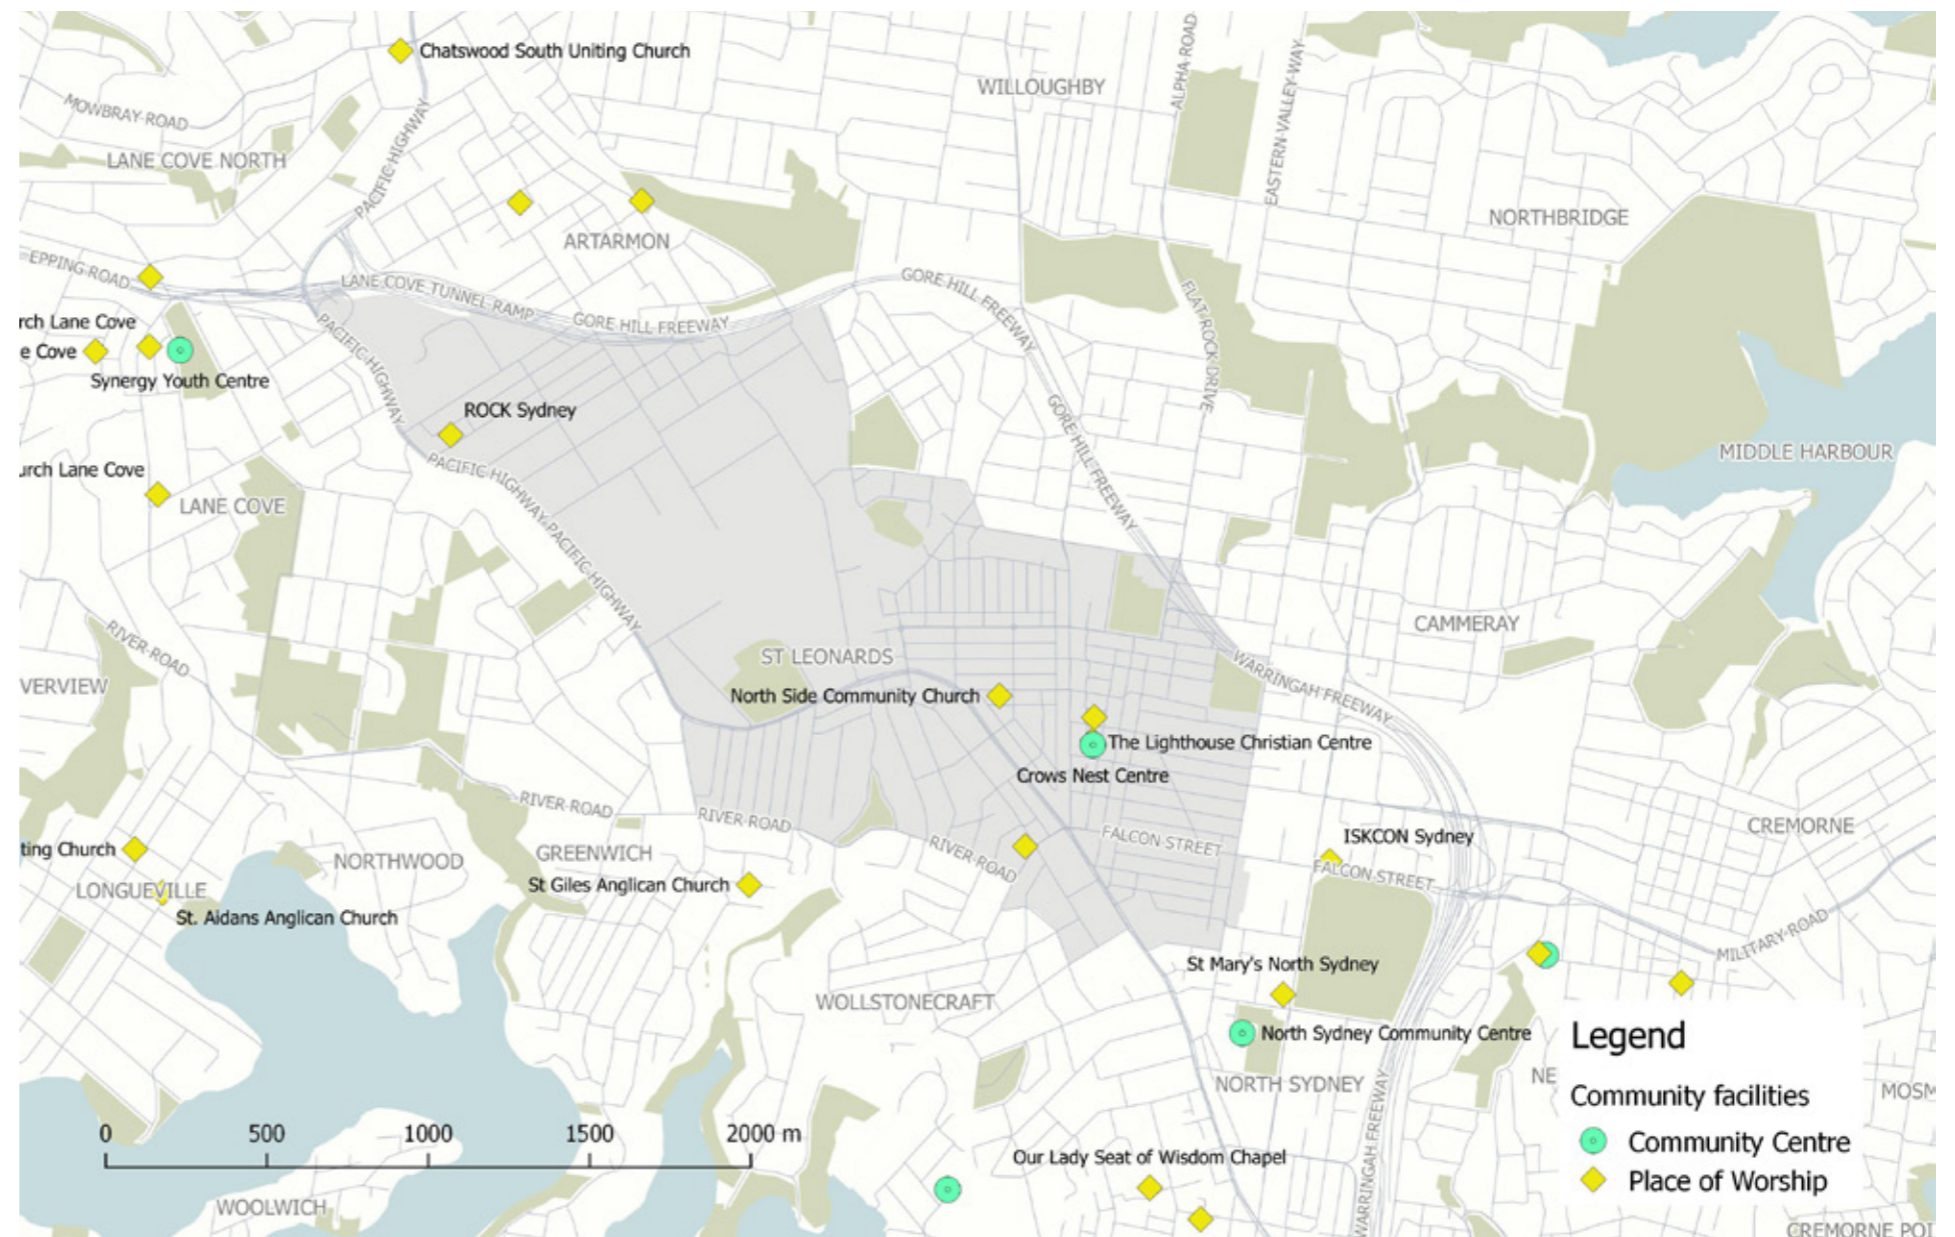 Chatswood South Uniting Church
WILLOUGHBY
ALPHA ROAD
EASTERN VALLEY WAY
MOWBRAY ROAD
PACIFIC HIGHWAY
LANE COVE NORTH
NORTHBRIDGE
ARTARMON
EPPING ROAD
LANE COVE TUNNEL RAMP
GORE HILL FREEWAY
GORE HILL FREEWAY
FLAT ROCK DRIVE
rch Lane Cove
e Cove
Synergy Youth Centre
PACIFIC HIGHWAY
ROCK Sydney
GORE HILL FREEWAY
MIDDLE HARBOUR
urch Lane Cove
LANE COVE
PACIFIC HIGHWAY
PACIFIC HIGHWAY
RIVER ROAD
CAMMERAY
ST LEONARDS
WARRINGAH FREEWAY
VERVIEW
North Side Community Church
The Lighthouse Christian Centre
Crows Nest Centre
RIVER ROAD
RIVER ROAD
RIVER ROAD
FALCON STREET
ISKCON Sydney
CREMORNE
ting Church
NORTHWOOD
GREENWICH
FALCON STREET
LONGUEVILLE
St Giles Anglican Church
St. Aidans Anglican Church
MILITARY ROAD
St Mary's North Sydney
WOLLSTONECRAFT
North Sydney Community Centre
NORTH SYDNEY
NE
MOSM
WARRINGAH FREEWAY
0 500 1000 1500 2000 m
Our Lady Seat of Wisdom Chapel
WOOLWICH
CREMORNE POI
Legend
Community facilities
Community Centre
Place of Worship